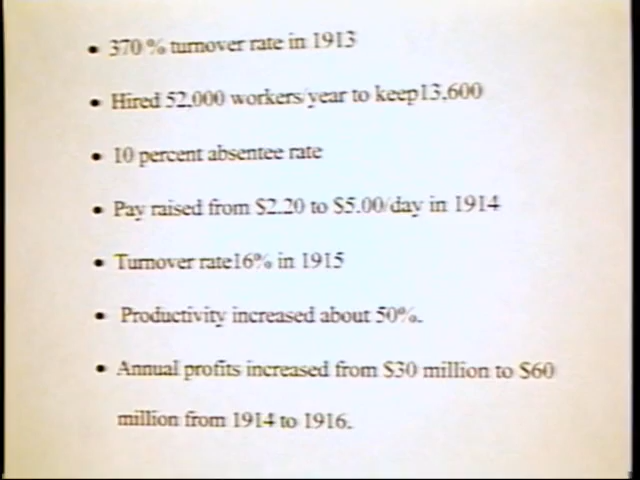 • 370 % turnover rate in 1913
• Hired 52,000 workers/year to keep13,600
• 10 percent absentee rate
• Pay raised from $2.20 to $5.00/day in 1914
• Turnover rate16% in 1915
• Productivity increased about 50%.
• Annual profits increased from $30 million to $60
million from 1914 to 1916.